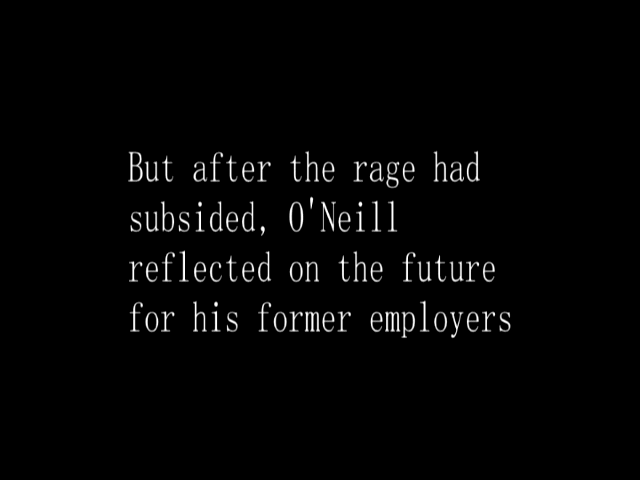 But after the rage had
subsided, O'Neill
reflected on the future
for his former employers